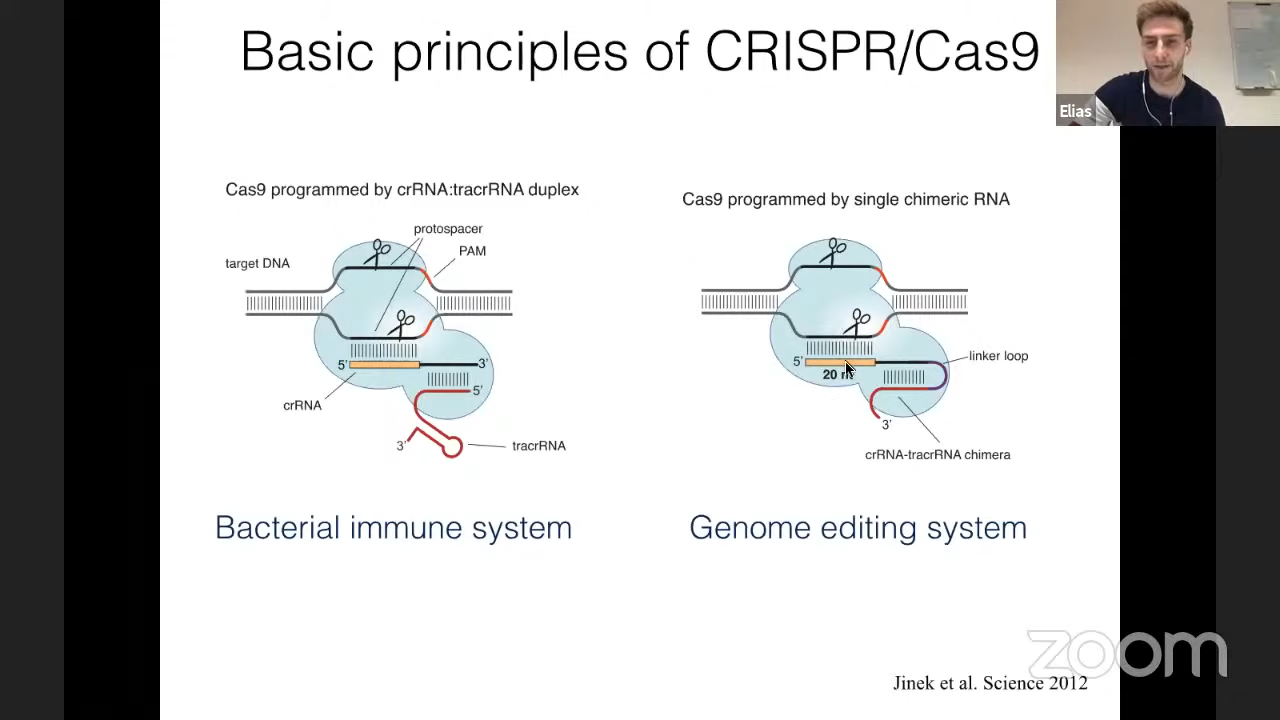 Basic principles of CRISPR/Cas9
Elias
Cas9 programmed by crRNA:tracrRNA duplex
protospacer
PAM
target DNA
5’
3’
5’
crRNA
3’
tracrRNA
Bacterial immune system
Cas9 programmed by single chimeric RNA
5’
20
linker loop
3’
crRNA-tracrRNA chimera
Genome editing system
zoom
Jinek et al. Science 2012